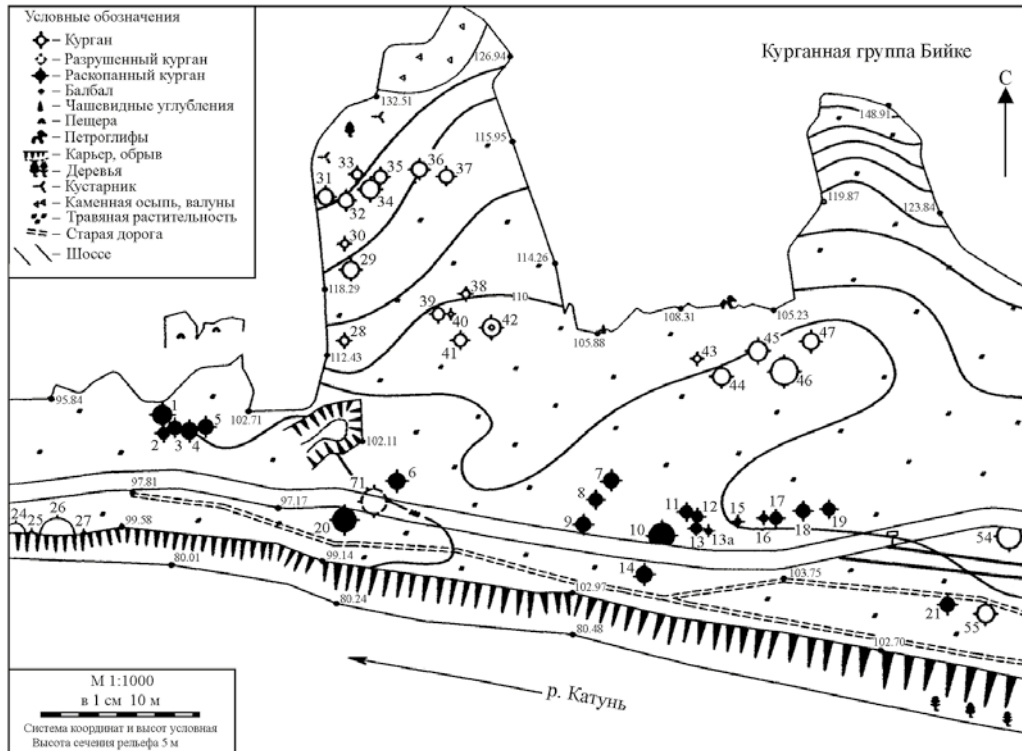 Условные обозначения
– Курган
– Разрушенный курган
– Раскопанный курган
– Балбал
– Чашевидные углубления
– Пещера
– Петроглифы
– Карьер, обрыв
– Деревья
– Кустарник
– Каменная осыпь, валуны
– Травяная растительность
– Старая дорога
– Шоссе
Курганная группа Бийке
С
126.94
132.51
148.91
115.95
33 35 36 37
31 32 34
119.87
123.84
30
29
114.26
118.29
38
110
39 40 42
108.31
105.23
105.88
28
41
45 47
43
112.43
44 46
95.84
1
102.71
2 3 4 5
102.11
6
7
97.81
71
8
97.17
11 12 15 17
24 26
25 27
99.58
20
9
10
13 13а
16 18 19
54
99.14
80.01
14
103.75
102.97
21
55
80.24
80.48
102.70
р. Катунь
М 1:1000
в 1 см 10 м
Система координат и высот условная
Высота сечения рельефа 5 м